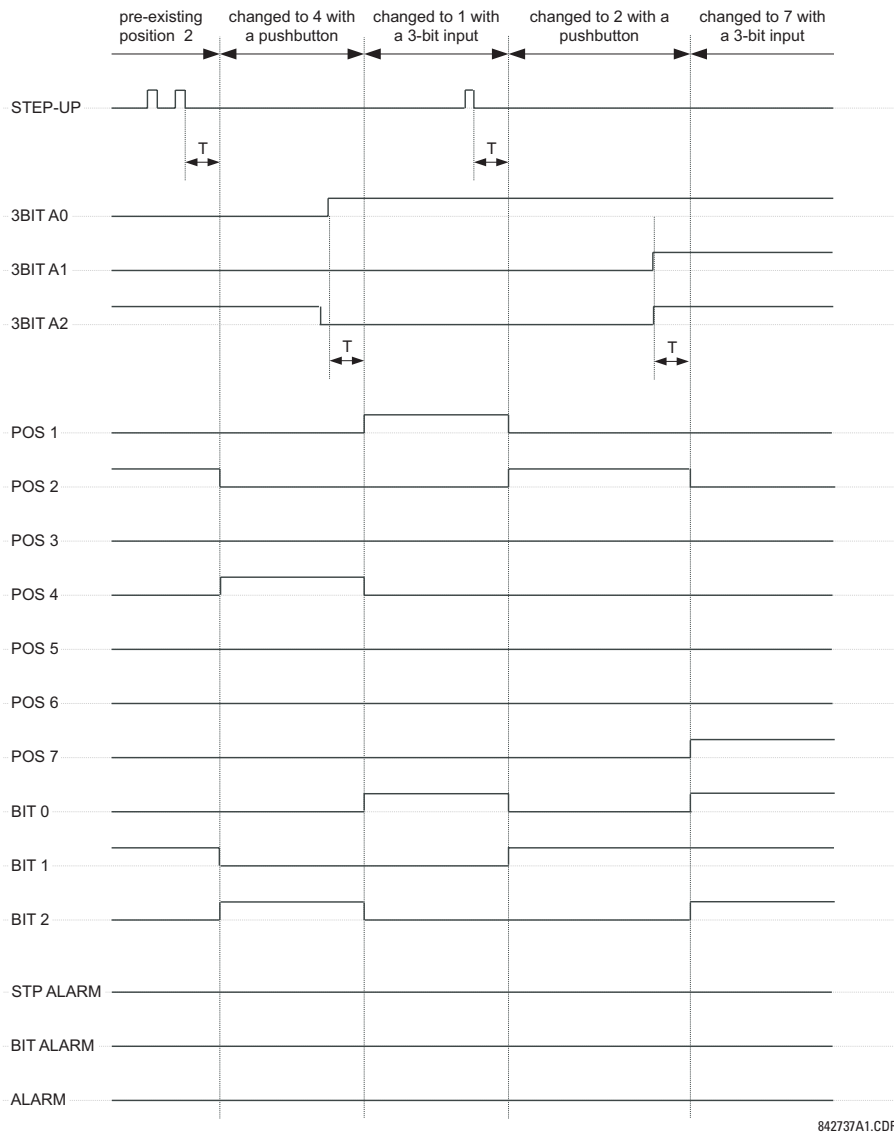 pre-existing
position 2
changed to 4 with
a pushbutton
changed to 1 with
a 3-bit input
changed to 2 with a
pushbutton
changed to 7 with
a 3-bit input
STEP-UP
T
T
3BIT A0
3BIT A1
3BIT A2
T
T
POS 1
POS 2
POS 3
POS 4
POS 5
POS 6
POS 7
BIT 0
BIT 1
BIT 2
STP ALARM
BIT ALARM
ALARM
842737A1.CDR